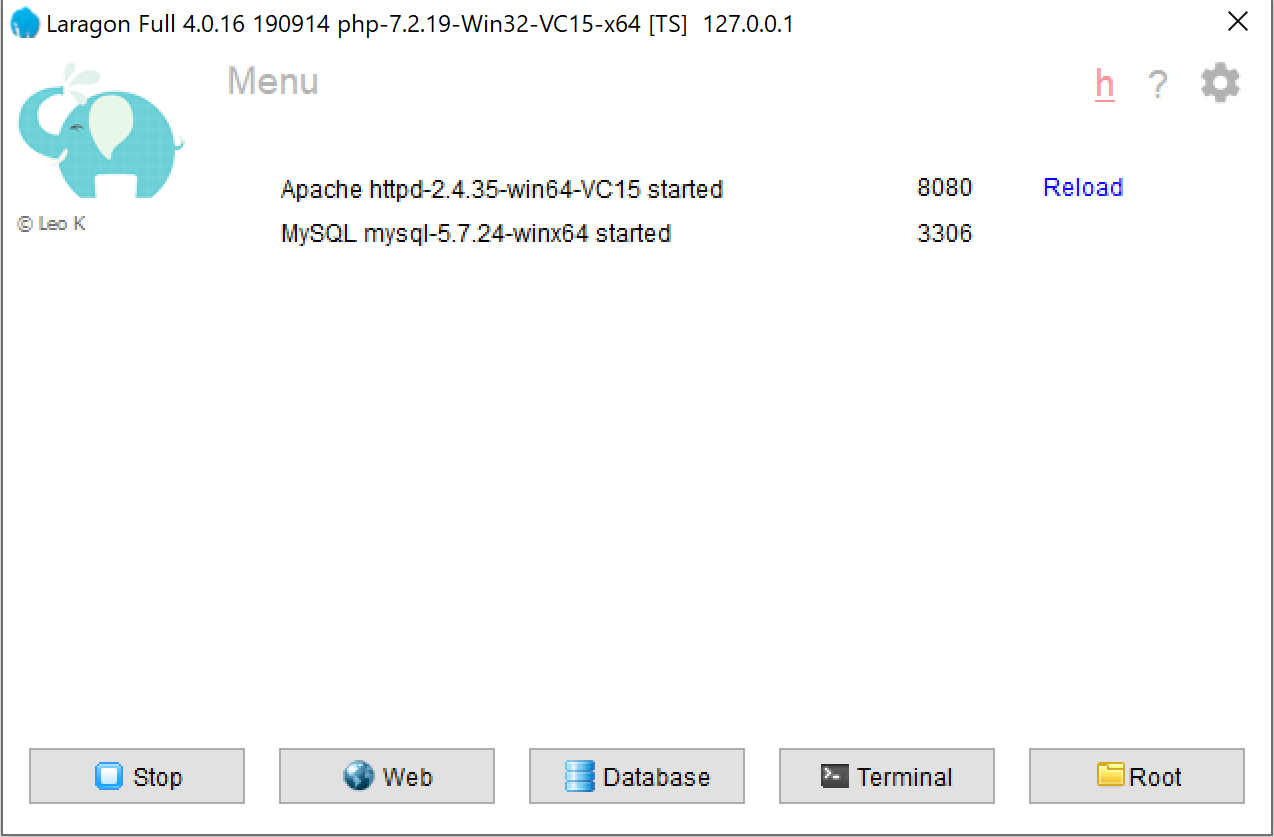 Laragon Full 4.0.16 190914 php-7.2.19-Win32-VC15-x64 [TS] 127.0.0.1
Menu
h ?
© Leo K
Apache httpd-2.4.35-win64-VC15 started 8080 Reload
MySQL mysql-5.7.24-winx64 started 3306
Stop Web Database Terminal Root